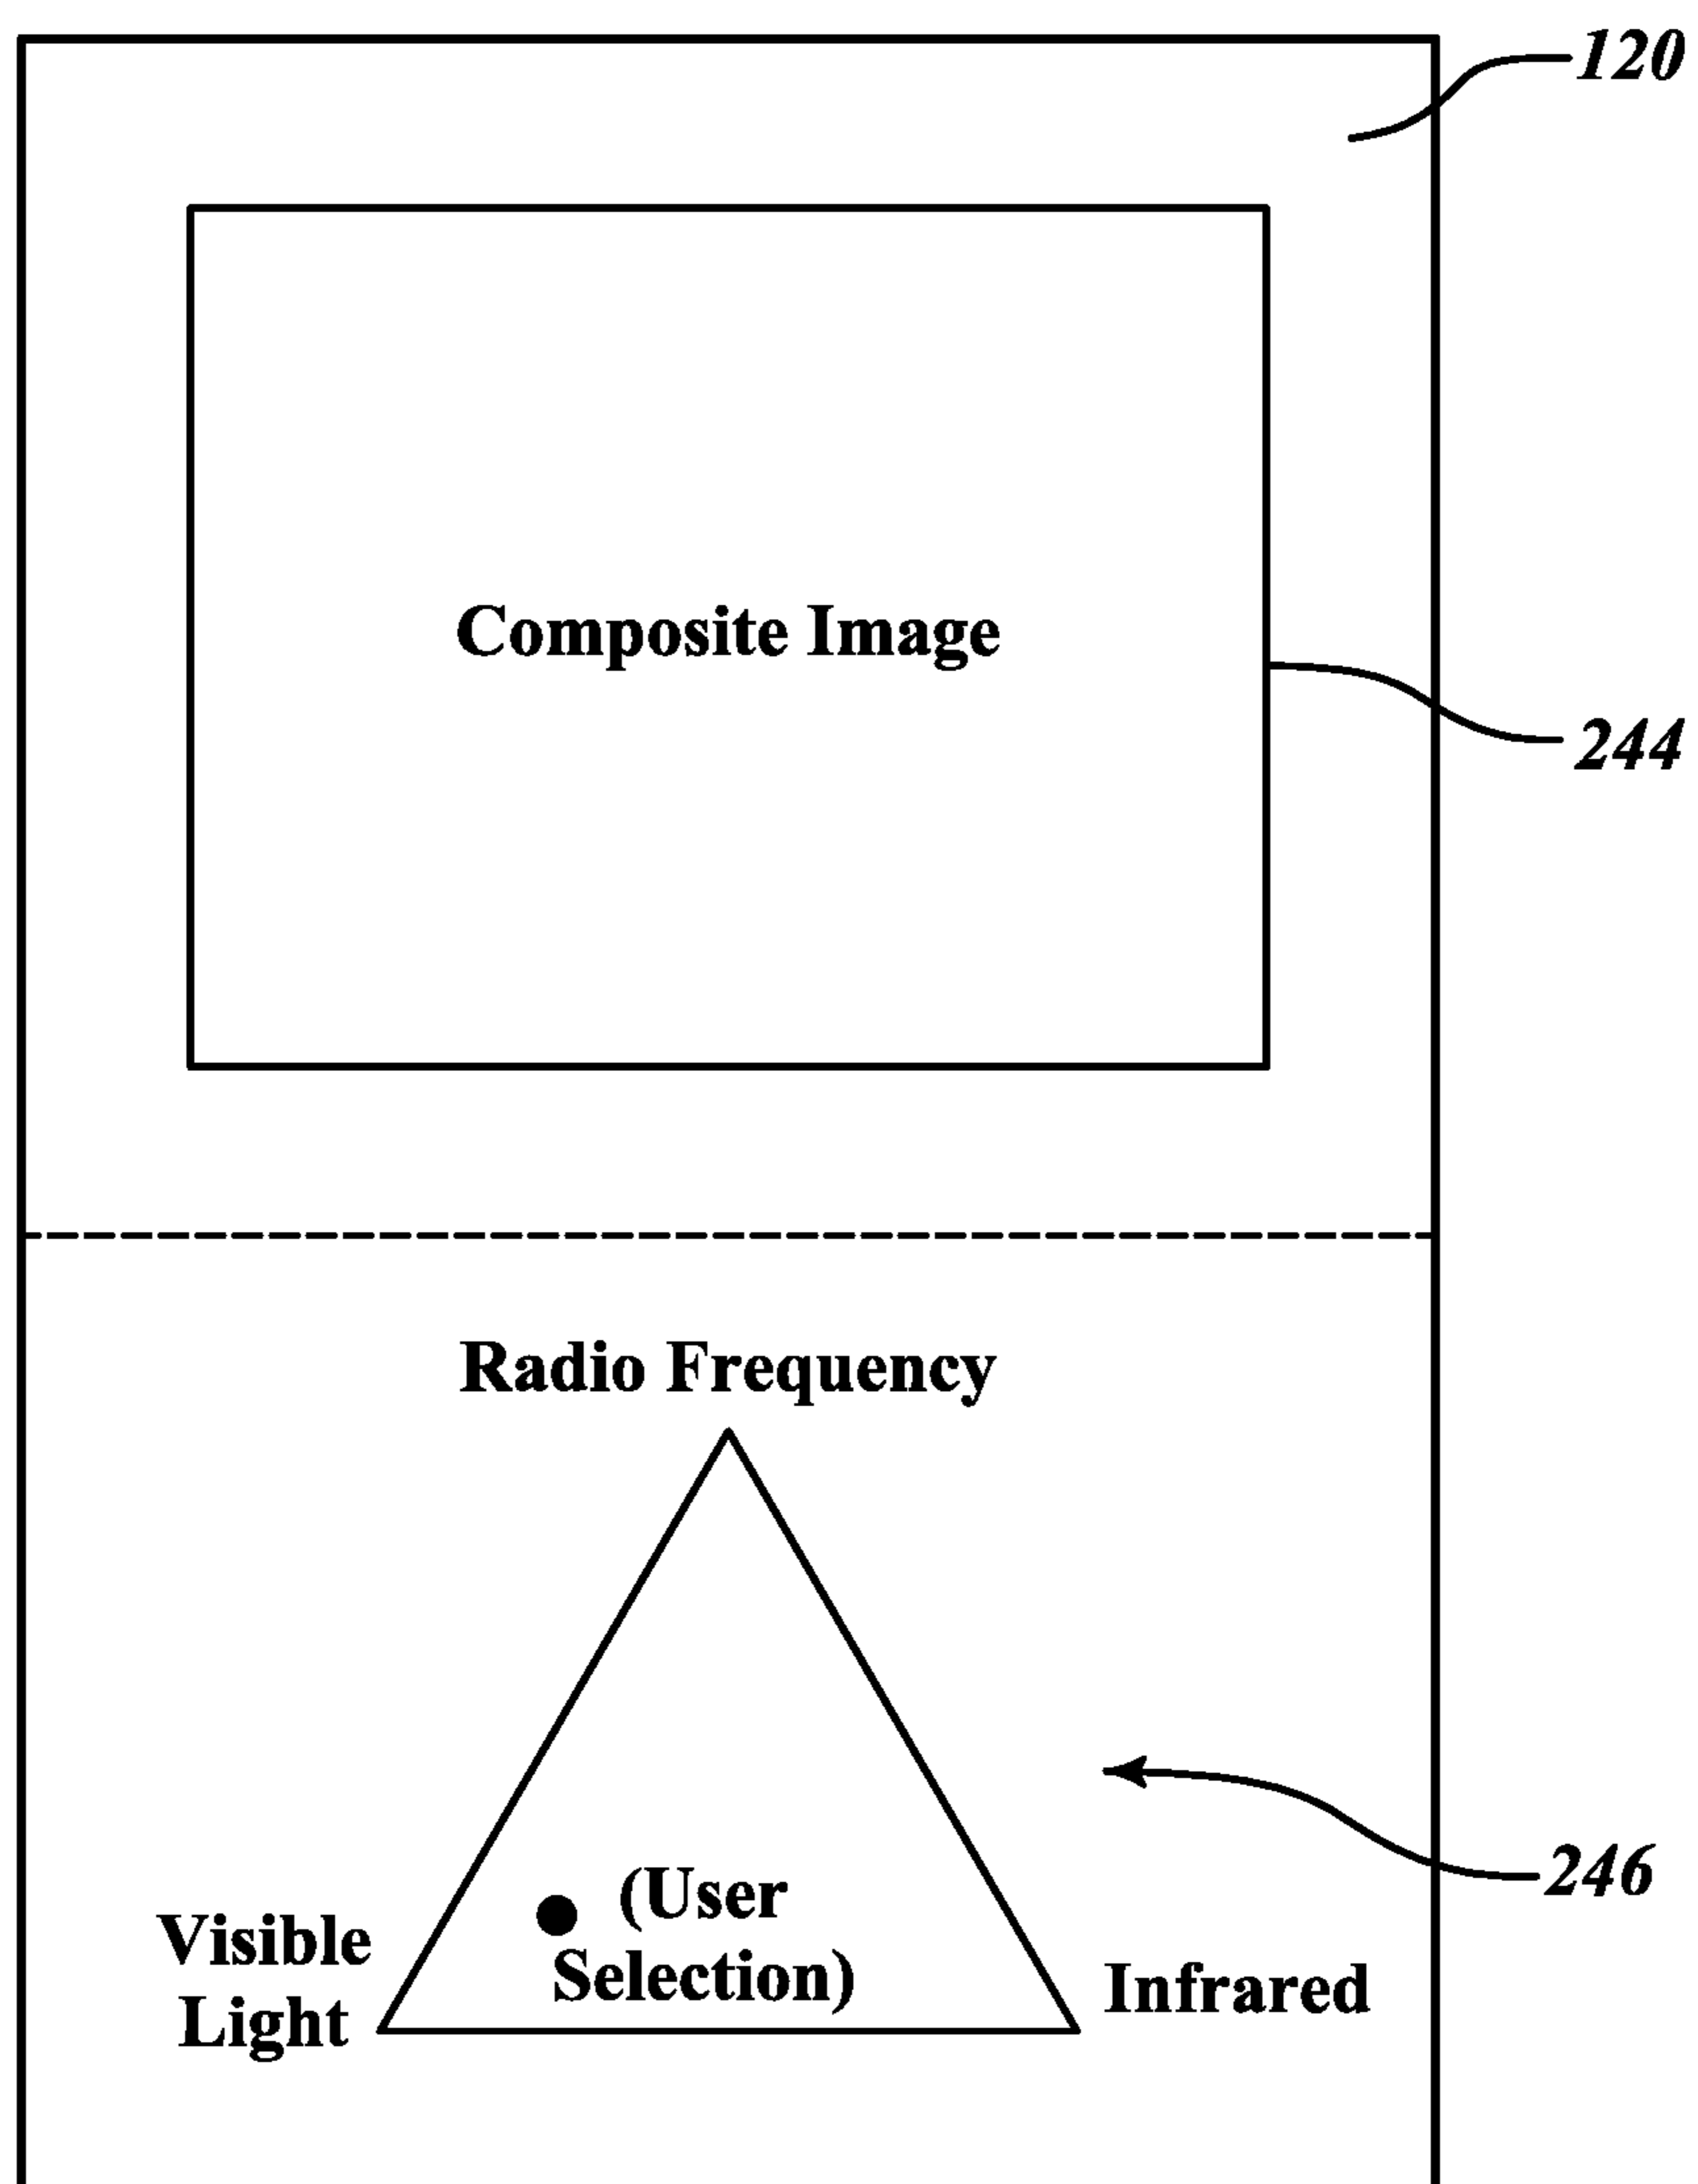 120
Composite Image
244
Radio Frequency
246
(User
Selection)
Visible
Light
Infrared